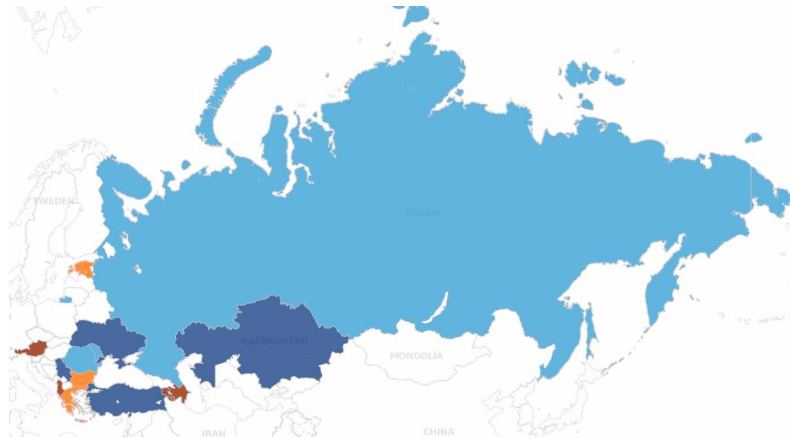 SWEDEN
RUSSIA
KAZAKHSTAN
MONGOLIA
IRAN
CHINA